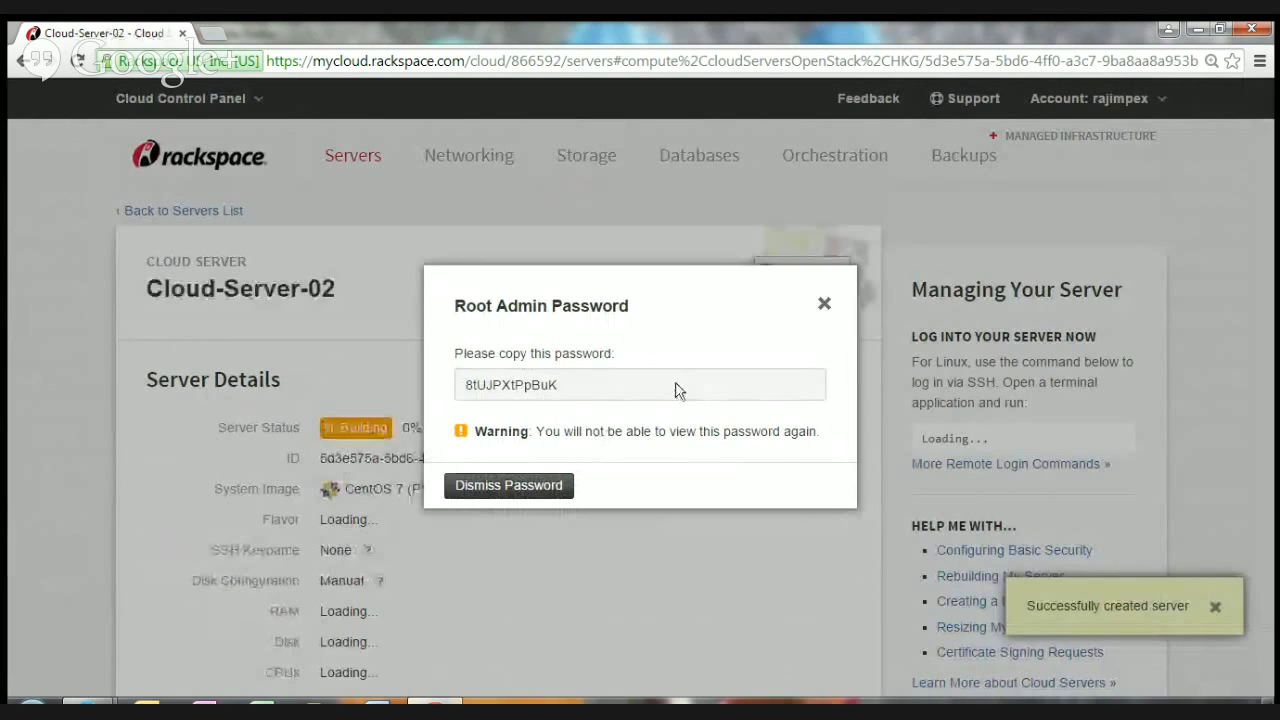 Cloud-Server-02 - Cloud
Google+
[US] https://mycloud.rackspace.com/cloud/866592/servers#compute%2CcloudServersOpenStack%2CHKG/5d3e575a-5bd6-4ff0-a3c7-9ba8aa8a953b
Cloud Control Panel
Feedback
Support
Account: rajimpex
+ MANAGED INFRASTRUCTURE
rackspace
Servers
Networking
Storage
Databases
Orchestration
Backups
‹ Back to Servers List
CLOUD SERVER
Cloud-Server-02
Server Details
Server Status Building 0%
ID 5d3e575a-5bd6-4
System Image CentOS 7 (P
Flavor Loading...
SSH Keyname None ?
Disk Configuration Manual ?
RAM Loading...
Disk Loading...
CPUs Loading...
Root Admin Password
Please copy this password:
8tUJPXtPpBuK
Warning: You will not be able to view this password again.
Dismiss Password
Managing Your Server
LOG INTO YOUR SERVER NOW
For Linux, use the command below to
log in via SSH. Open a terminal
application and run:
Loading...
More Remote Login Commands »
HELP ME WITH...
Configuring Basic Security
Rebuilding My Server
Creating a
Resizing My
Certificate Signing Requests
Learn More about Cloud Servers »
Successfully created server